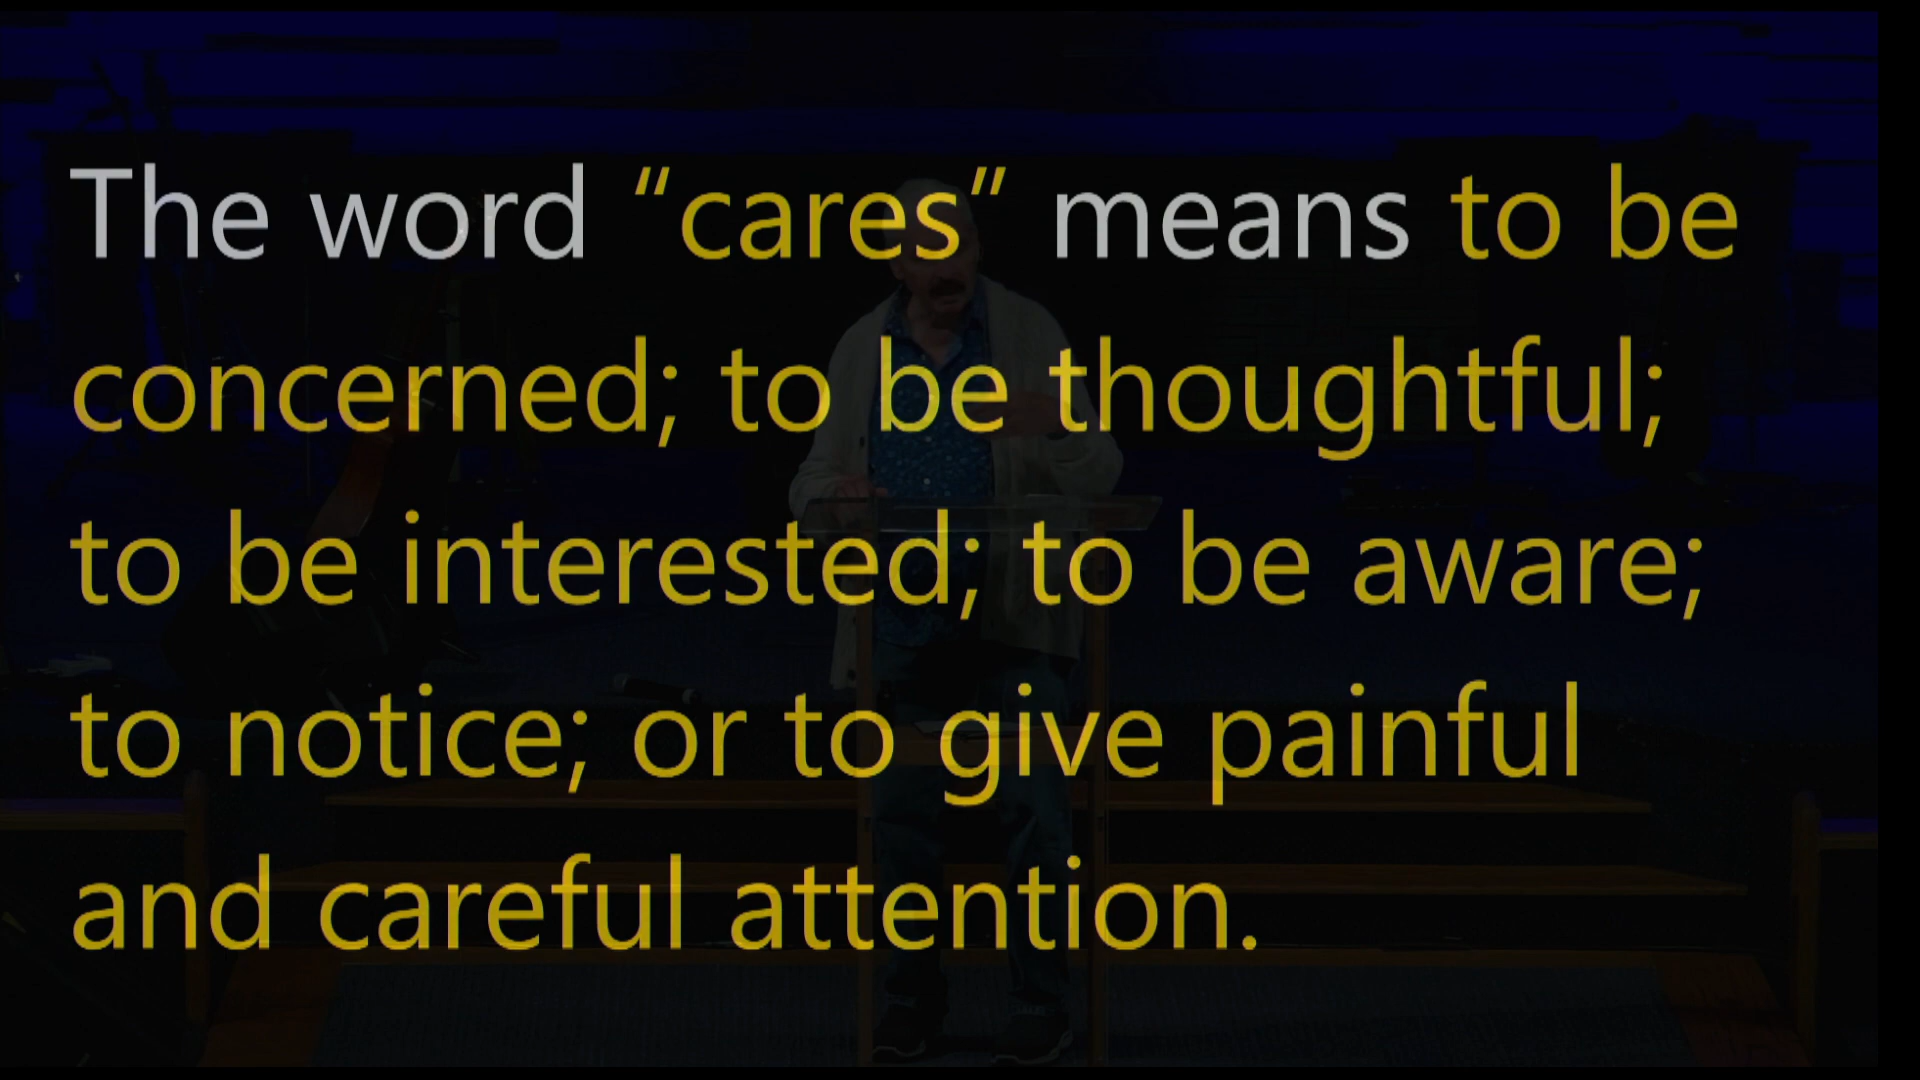 The word “cares” means to be
concerned; to be thoughtful;
to be interested; to be aware;
to notice; or to give painful
and careful attention.